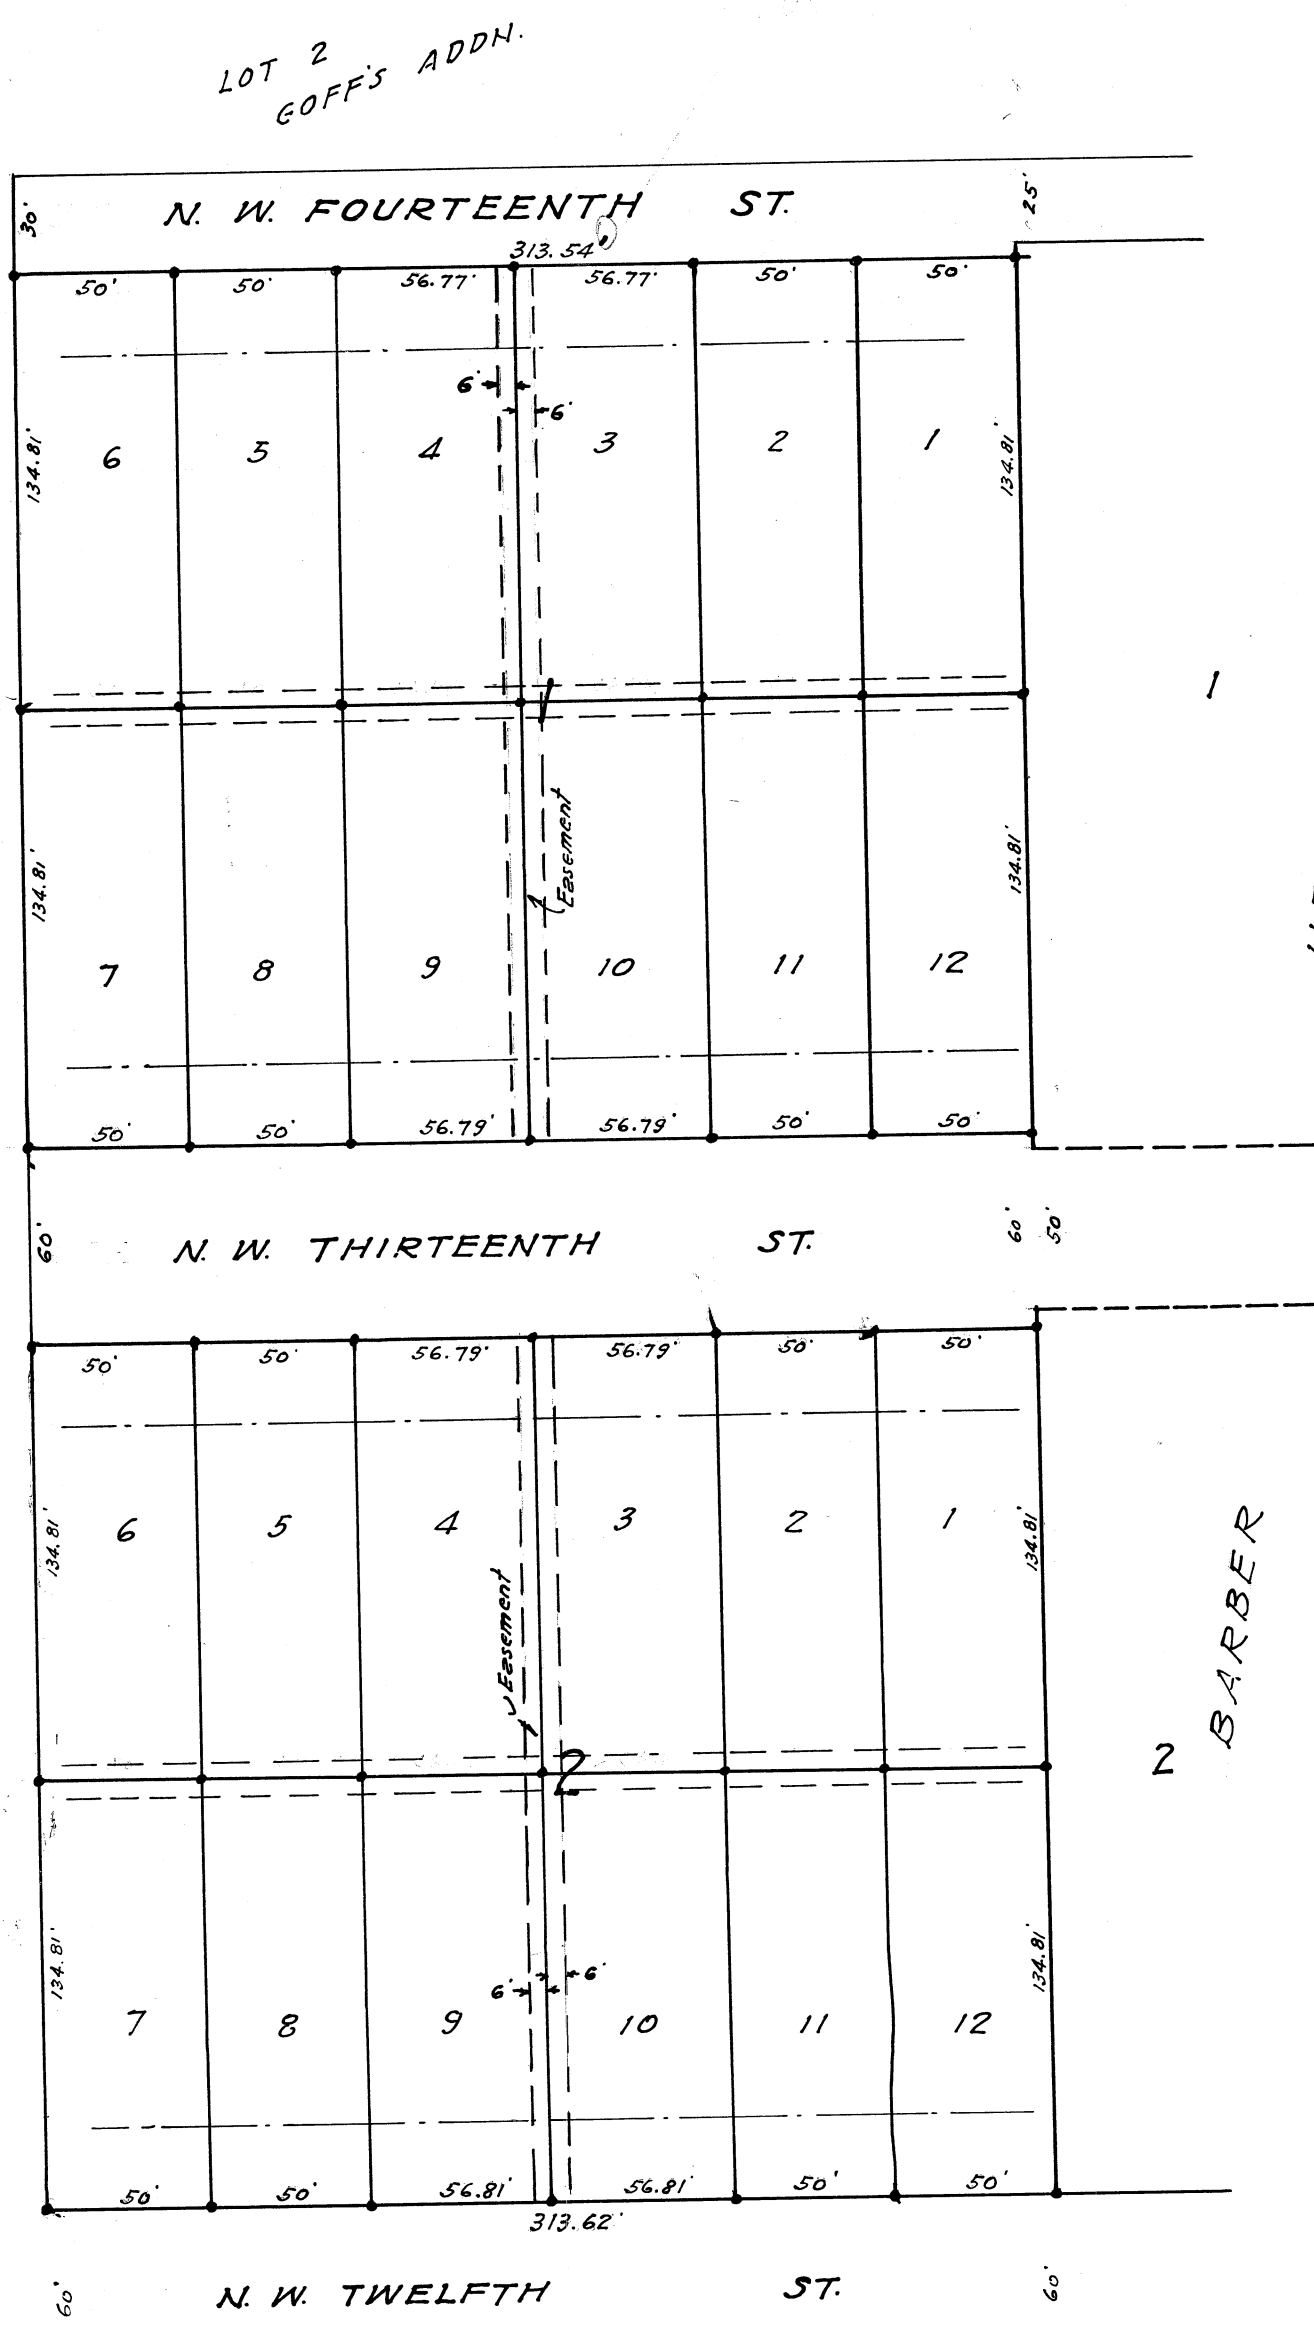 LOT 2
GOFF'S ADDN.
30'
N. W. FOURTEENTH ST.
25'
313.54'
50' 50' 56.77' 56.77' 50' 50'
6'
6'
134.81' 6 5 4 3 2 1 134.81'
1
1
Easement
134.81' 134.81'
7 8 9 10 11 12
50' 50' 56.79' 56.79' 50' 50'
60' N. W. THIRTEENTH ST. 60' 50'
50' 50' 56.79' 56.79' 50' 50'
134.81' 6 5 4 3 2 1 134.81'
Easement
BARBER
2
2
134.81' 134.81'
6' 6'
7 8 9 10 11 12
50' 50' 56.81' 56.81' 50' 50'
313.62'
60' N. W. TWELFTH ST. 60'